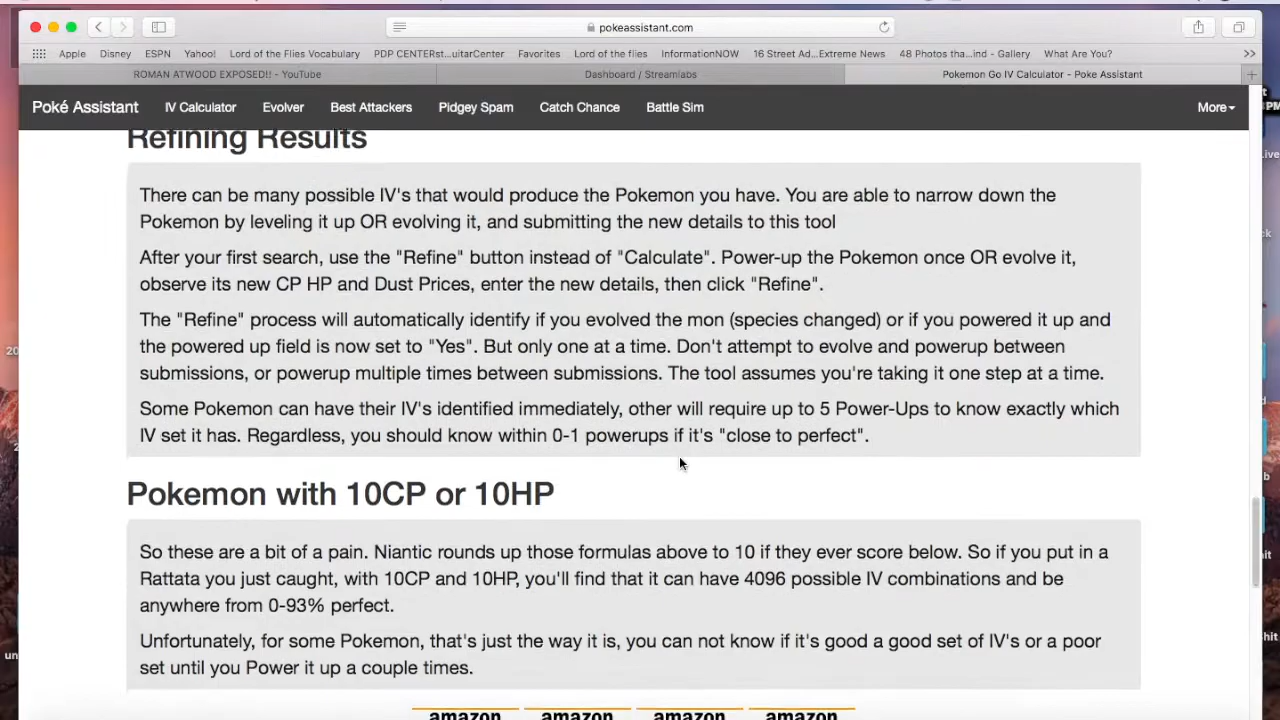 pokeassistant.com
Apple Disney ESPN Yahoo! Lord of the Flies Vocabulary PDP CENTERst...uitarCenter Favorites Lord of the flies InformationNOW 16 Street Ad...Extreme News 48 Photos tha...ind - Gallery What Are You? >>
ROMAN ATWOOD EXPOSED!! - YouTube Dashboard / Streamlabs Pokemon Go IV Calculator - Poke Assistant
Poké Assistant IV Calculator Evolver Best Attackers Pidgey Spam Catch Chance Battle Sim More
Refining Results
There can be many possible IV's that would produce the Pokemon you have. You are able to narrow down the
Pokemon by leveling it up OR evolving it, and submitting the new details to this tool
After your first search, use the "Refine" button instead of "Calculate". Power-up the Pokemon once OR evolve it,
observe its new CP HP and Dust Prices, enter the new details, then click "Refine".
The "Refine" process will automatically identify if you evolved the mon (species changed) or if you powered it up and
the powered up field is now set to "Yes". But only one at a time. Don't attempt to evolve and powerup between
submissions, or powerup multiple times between submissions. The tool assumes you're taking it one step at a time.
Some Pokemon can have their IV's identified immediately, other will require up to 5 Power-Ups to know exactly which
IV set it has. Regardless, you should know within 0-1 powerups if it's "close to perfect".
Pokemon with 10CP or 10HP
So these are a bit of a pain. Niantic rounds up those formulas above to 10 if they ever score below. So if you put in a
Rattata you just caught, with 10CP and 10HP, you'll find that it can have 4096 possible IV combinations and be
anywhere from 0-93% perfect.
Unfortunately, for some Pokemon, that's just the way it is, you can not know if it's good a good set of IV's or a poor
set until you Power it up a couple times.
amazon amazon amazon amazon